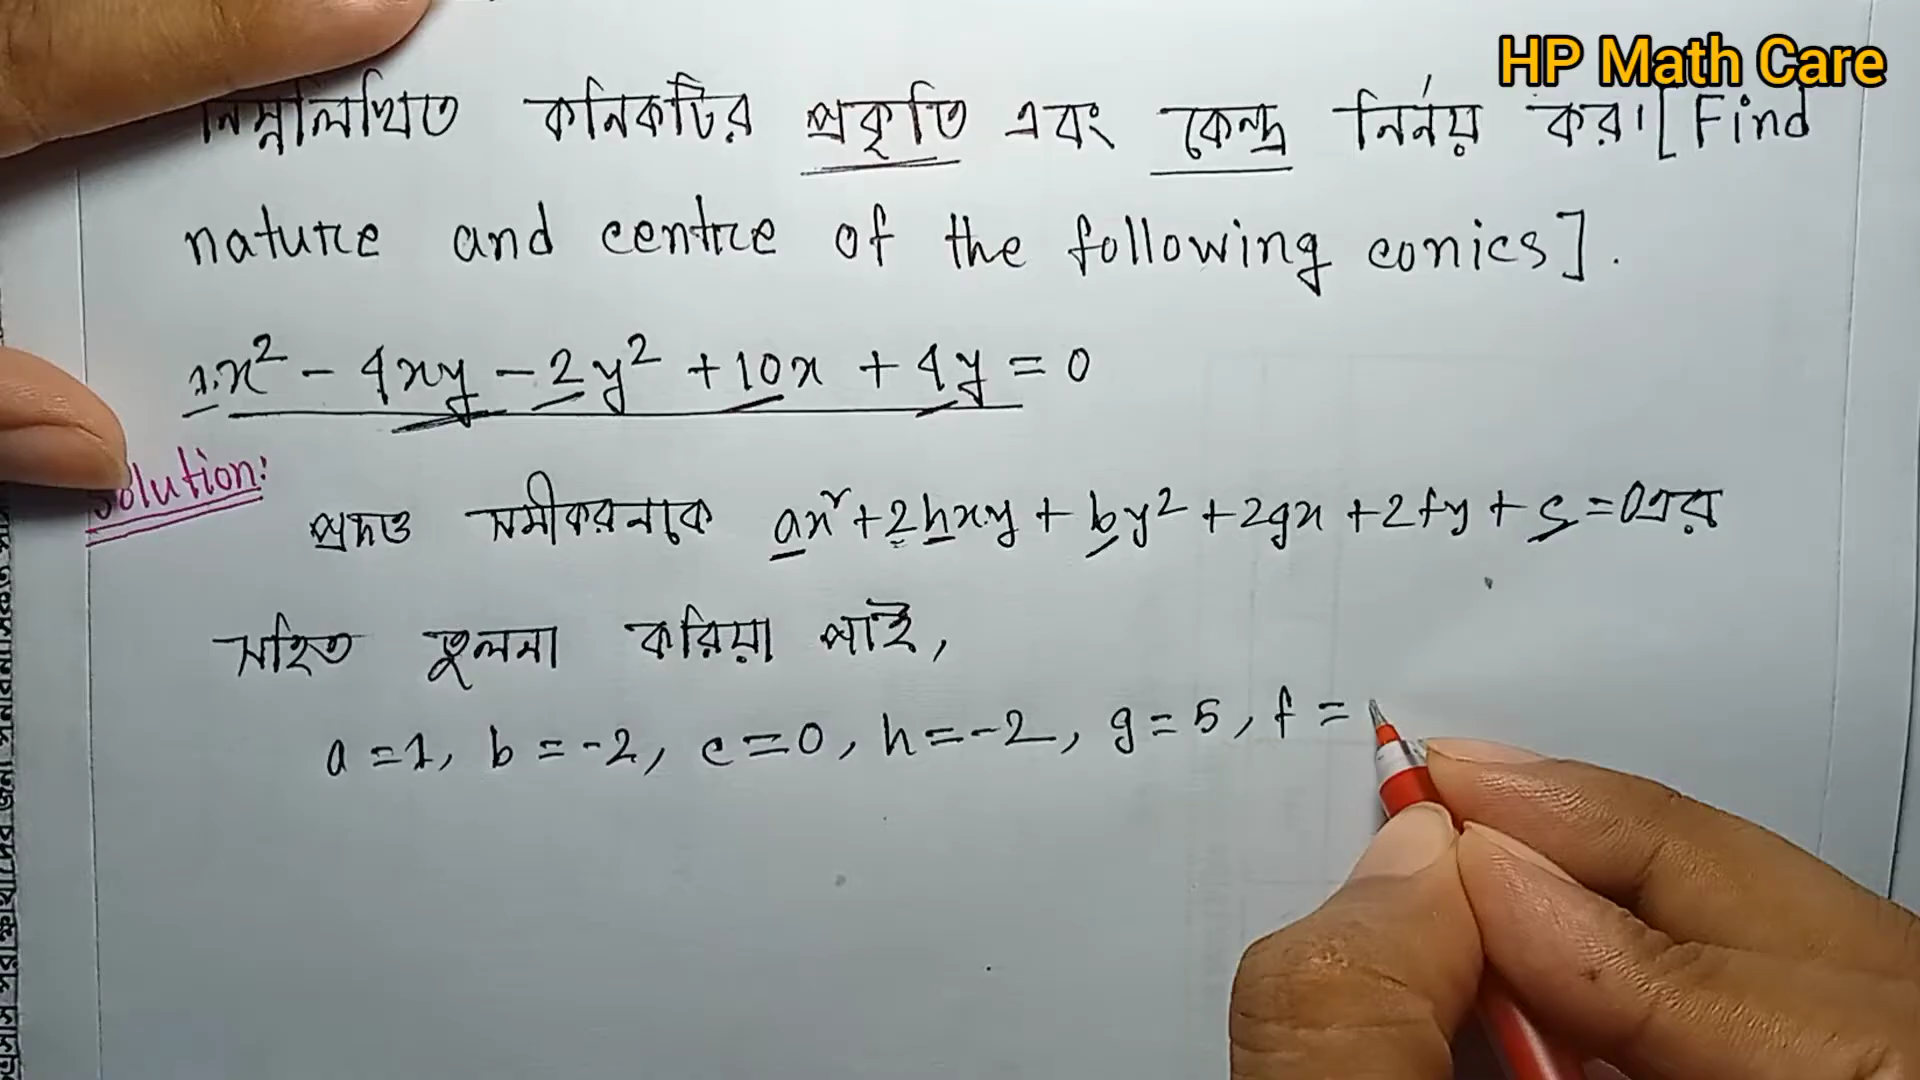 HP Math Care
নিম্নলিখিত কনিকটির প্রকৃতি এবং কেন্দ্র নির্নয় কর। [Find
nature and centre of the following conics].
1.x² - 4xy - 2y² + 10x + 4y = 0
Solution:
প্রদত্ত সমীকরনকে ax² + 2hxy + by² + 2gx + 2fy + c = 0 এর
সহিত তুলনা করিয়া পাই,
a = 1, b = -2, c = 0, h = -2, g = 5, f =